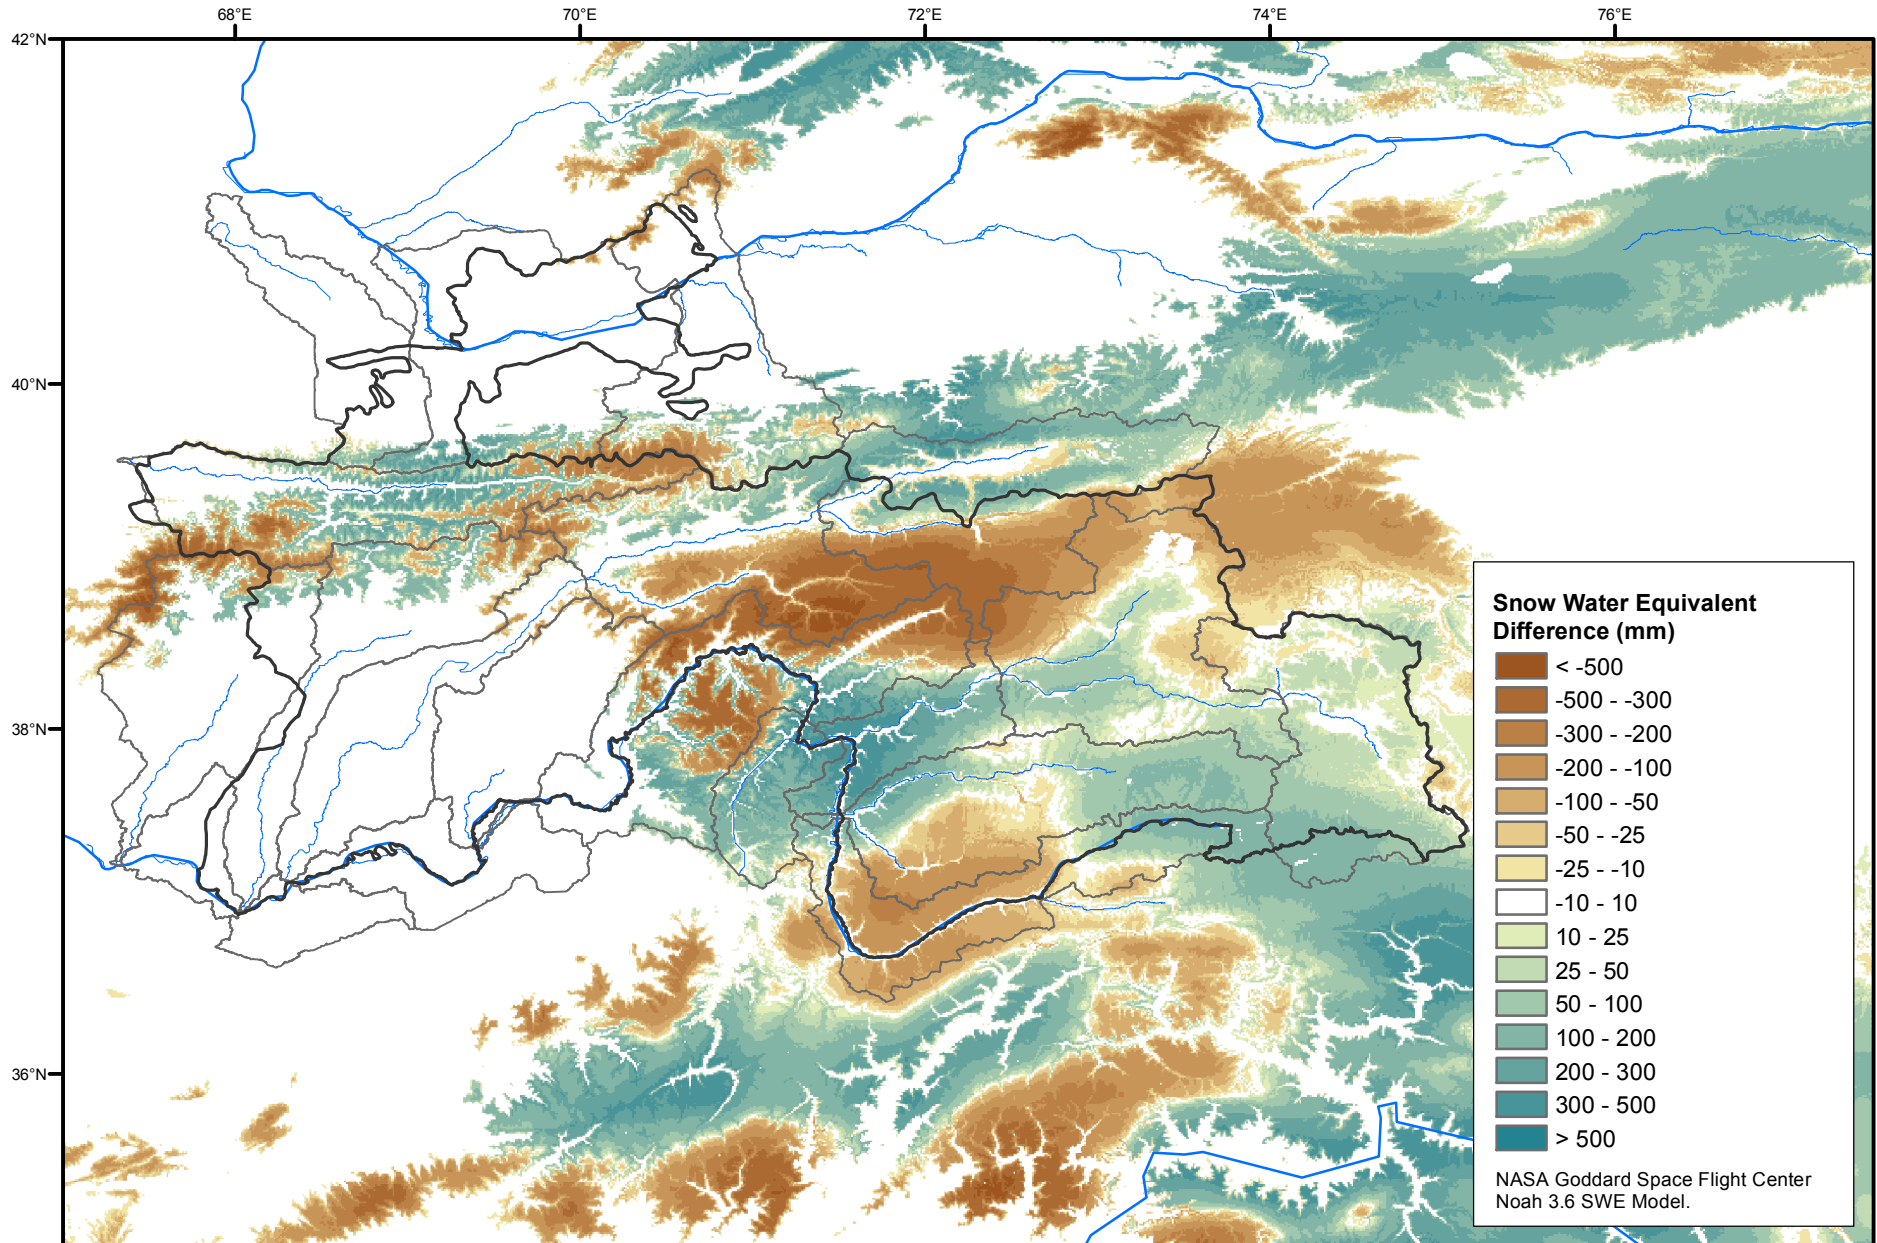 68°E 70°E 72°E 74°E 76°E
42°N
40°N
38°N
36°N
Snow Water Equivalent
Difference (mm)
< -500
-500 - -300
-300 - -200
-200 - -100
-100 - -50
-50 - -25
-25 - -10
-10 - 10
10 - 25
25 - 50
50 - 100
100 - 200
200 - 300
300 - 500
> 500
NASA Goddard Space Flight Center
Noah 3.6 SWE Model.